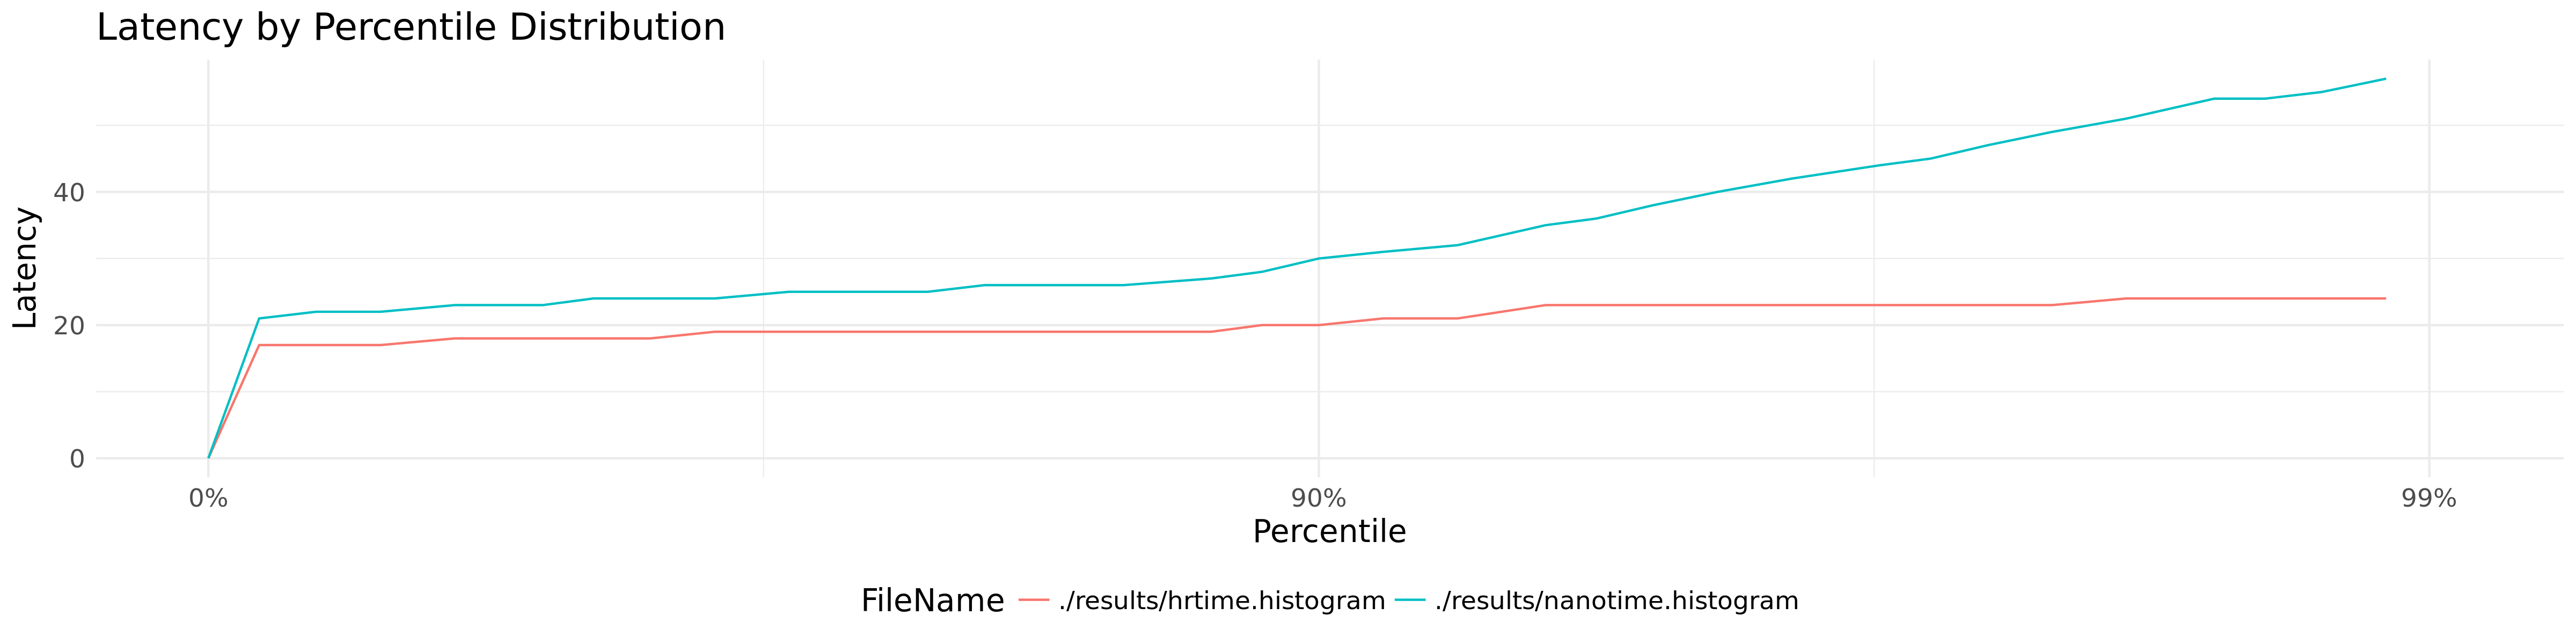 Latency by Percentile Distribution
Latency
40
20
0
0% 90% 99%
Percentile
FileName ./results/hrtime.histogram ./results/nanotime.histogram